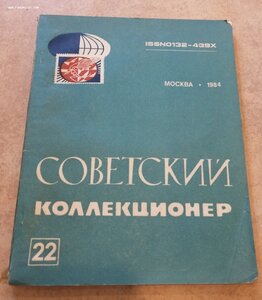 ISSN0132-439X
МОСКВА • 1984
СОВЕТСКИЙ
КОЛЛЕКЦИОНЕР
22